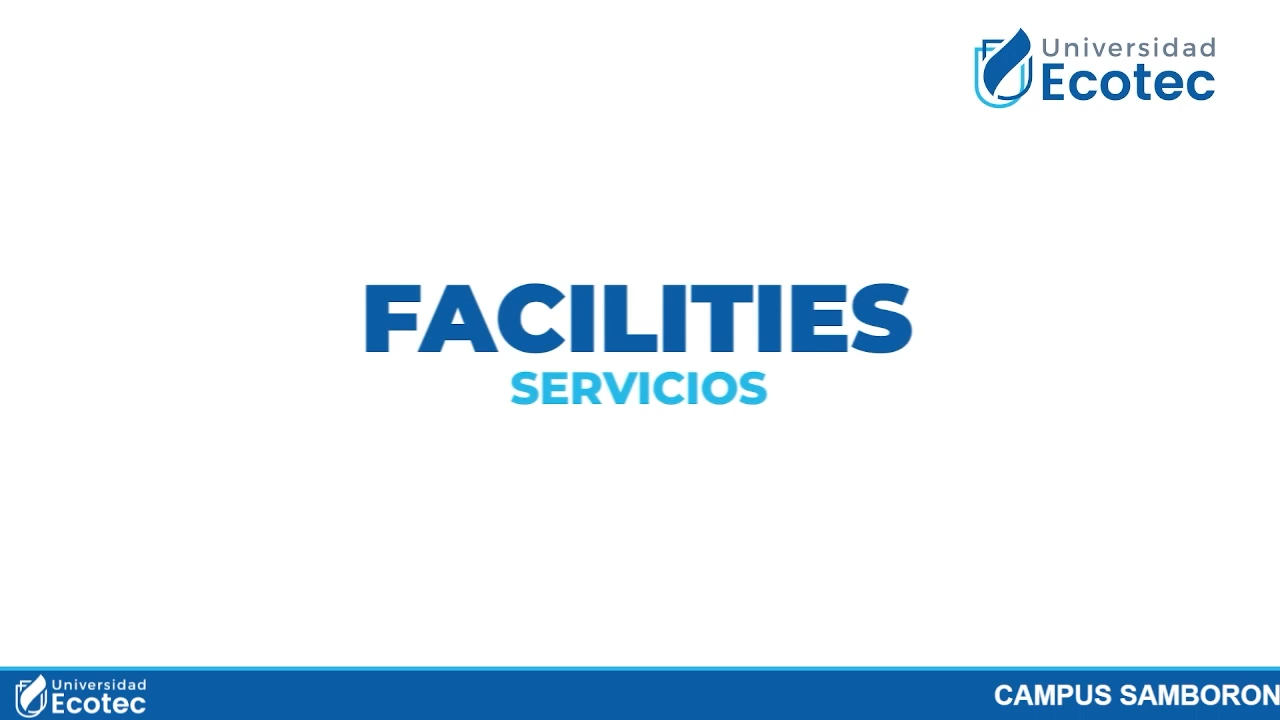 Universidad
Ecotec
FACILITIES
SERVICIOS
Universidad
Ecotec
CAMPUS SAMBORON